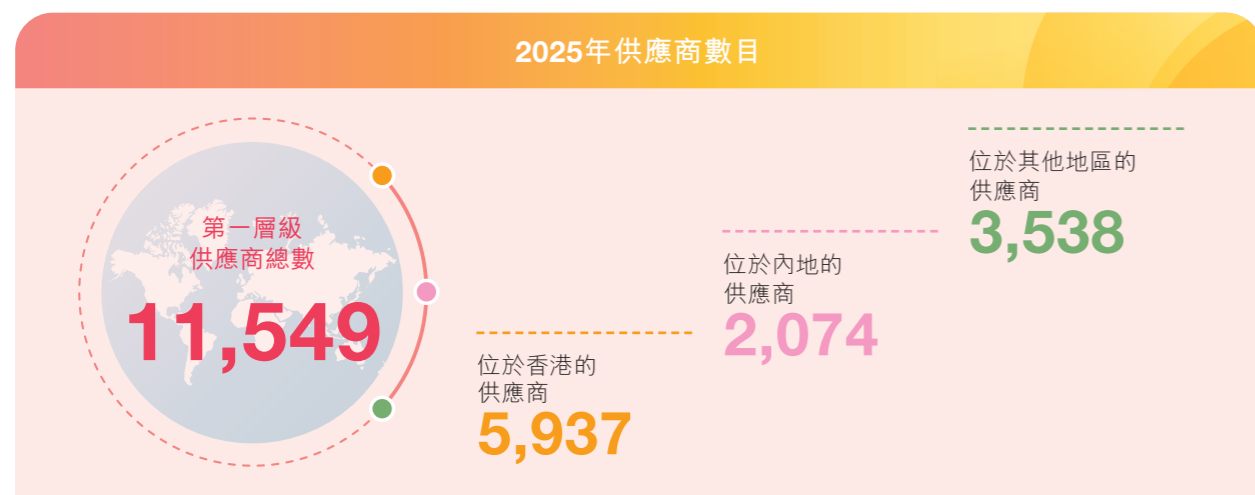 2025年供應商數目
第一層級
供應商總數
11,549
位於香港的
供應商
5,937
位於內地的
供應商
2,074
位於其他地區的
供應商
3,538